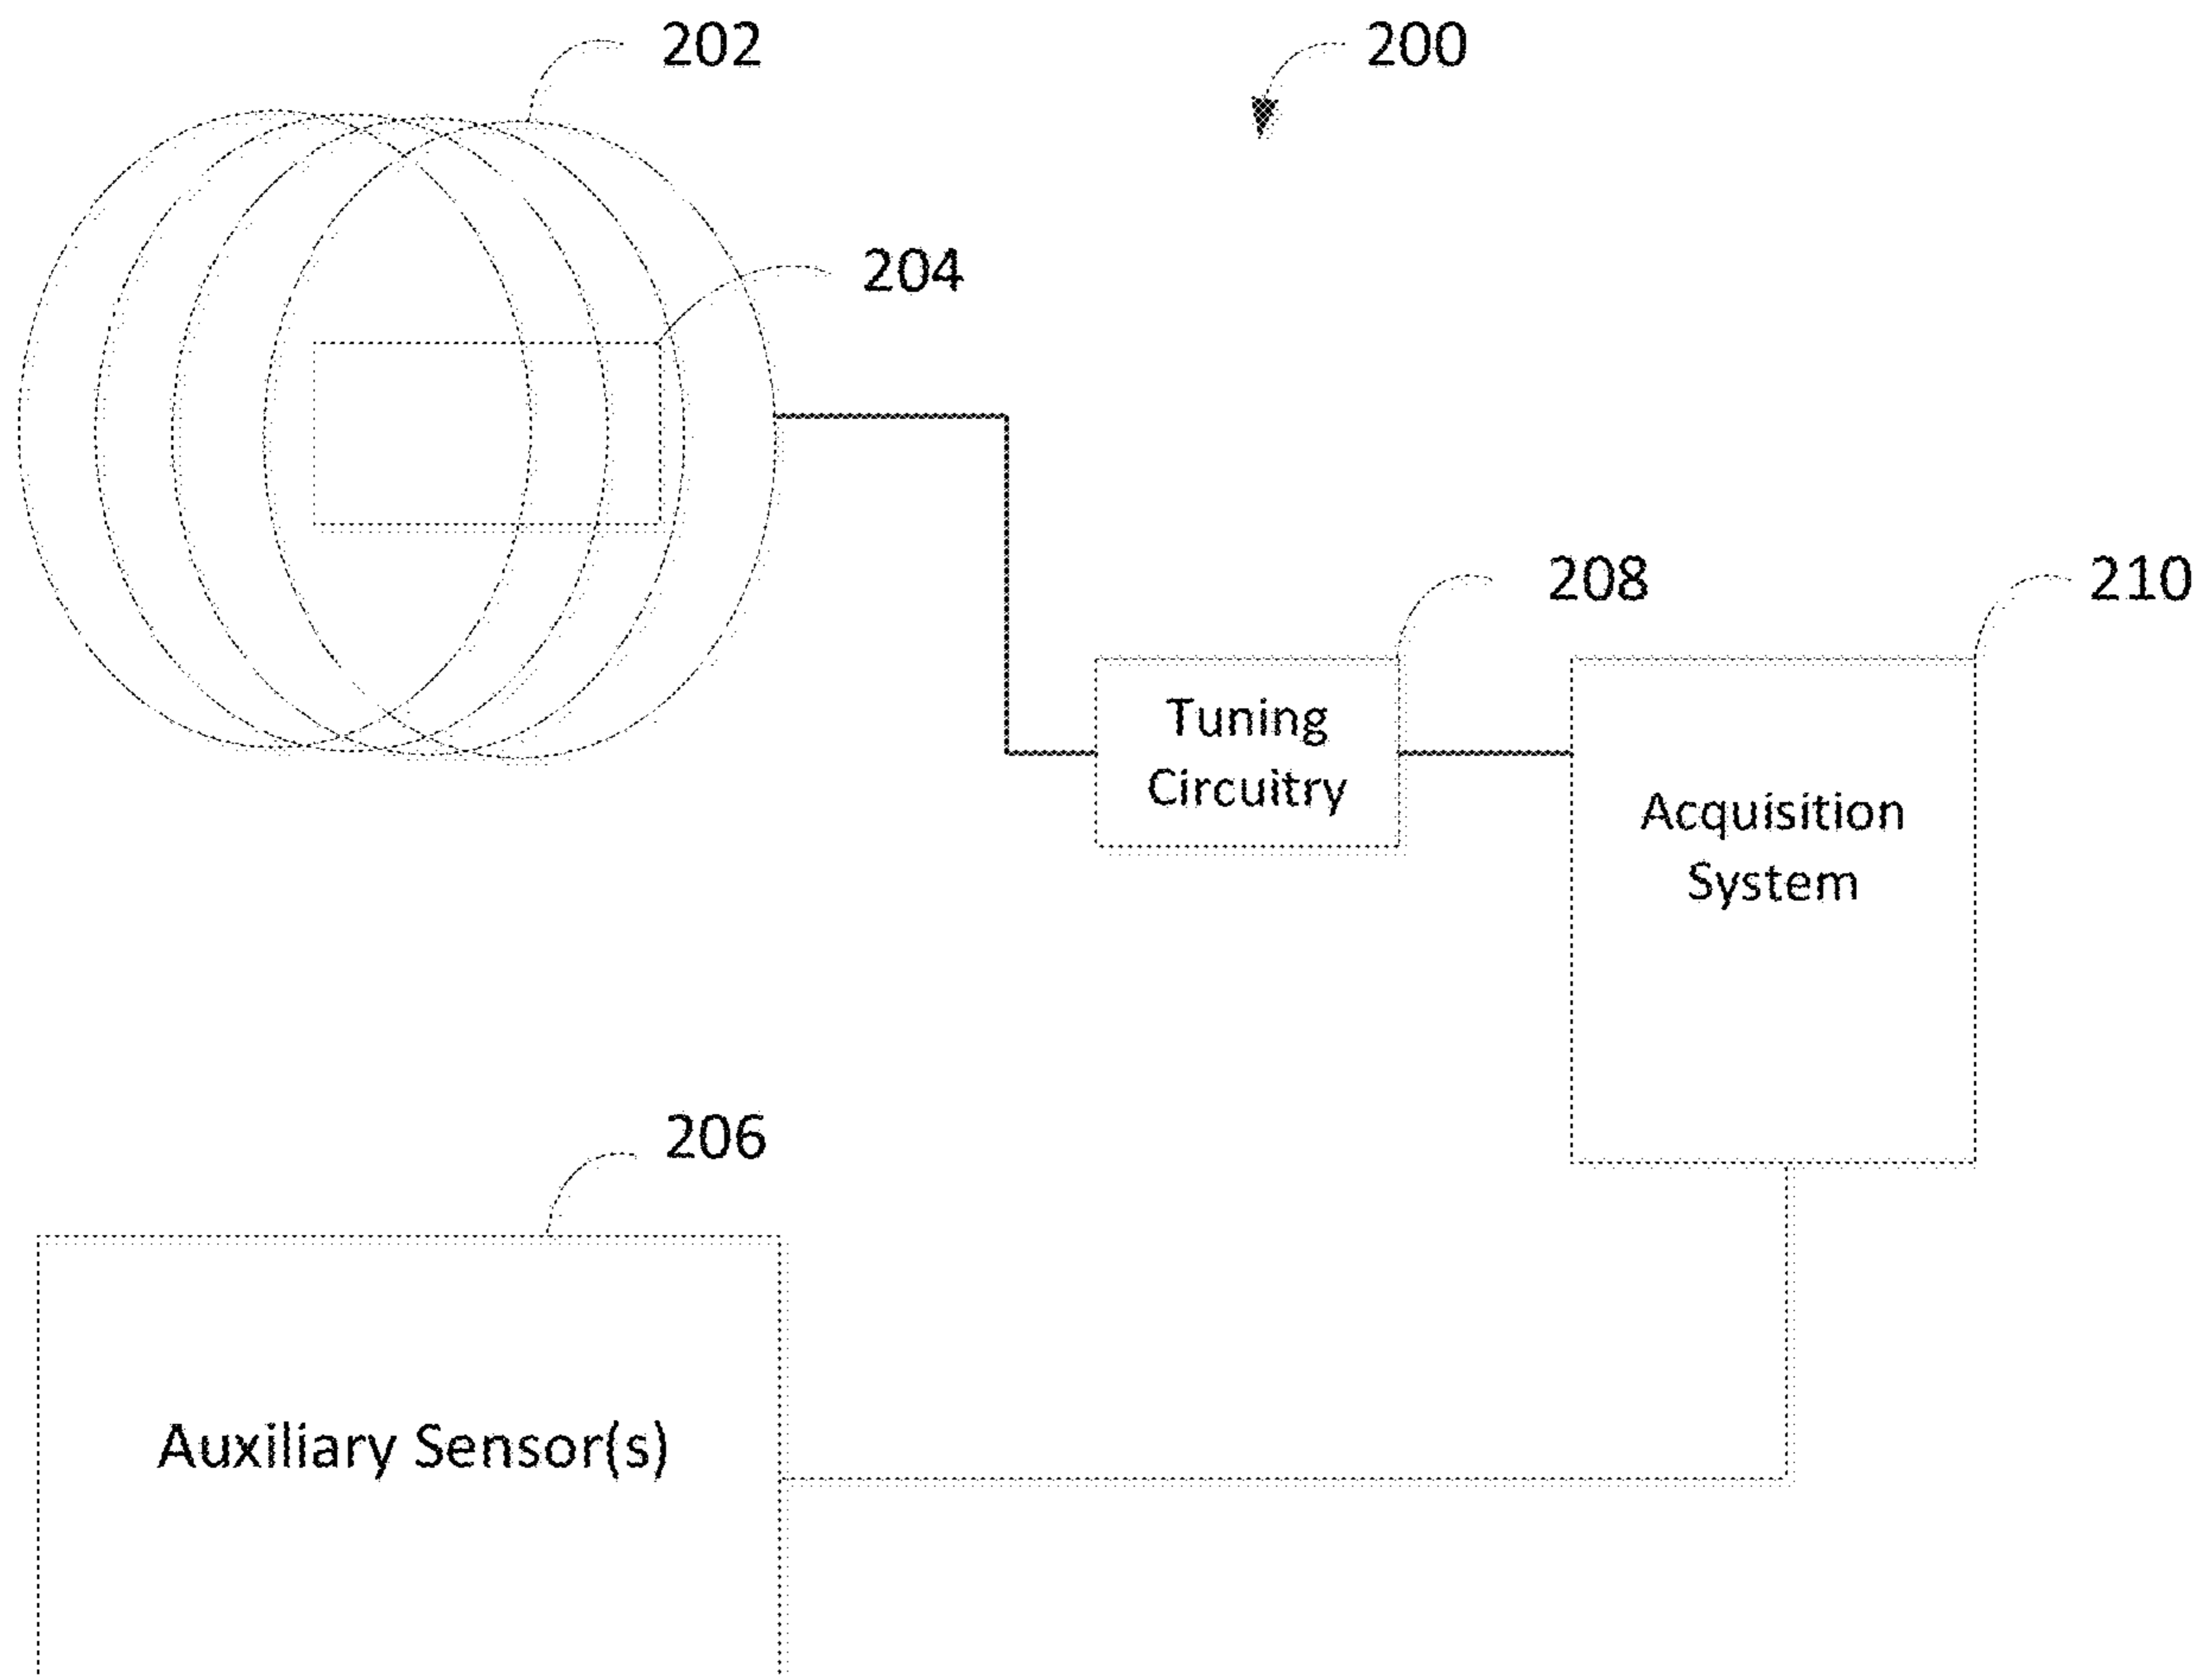 202
200
204
208
210
Tuning
Circuitry
Acquisition
System
206
Auxiliary Sensor(s)